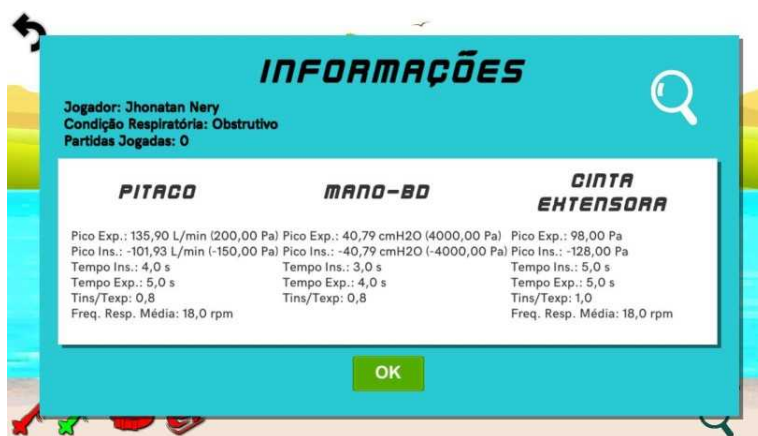 INFORMAÇÕES
Jogador: Jhonatan Nery
Condição Respiratória: Obstrutivo
Partidas Jogadas: 0
PITACO
Pico Exp.: 135,90 L/min (200,00 Pa)
Pico Ins.: -101,93 L/min (-150,00 Pa)
Tempo Ins.: 4,0 s
Tempo Exp.: 5,0 s
Tins/Texp: 0,8
Freq. Resp. Média: 18,0 rpm
MANO-BD
Pico Exp.: 40,79 cmH2O (4000,00 Pa)
Pico Ins.: -40,79 cmH2O (-4000,00 Pa)
Tempo Ins.: 3,0 s
Tempo Exp.: 4,0 s
Tins/Texp: 0,8
CINTA
EXTENSORA
Pico Exp.: 98,00 Pa
Pico Ins.: -128,00 Pa
Tempo Ins.: 5,0 s
Tempo Exp.: 5,0 s
Tins/Texp: 1,0
Freq. Resp. Média: 18,0 rpm
OK